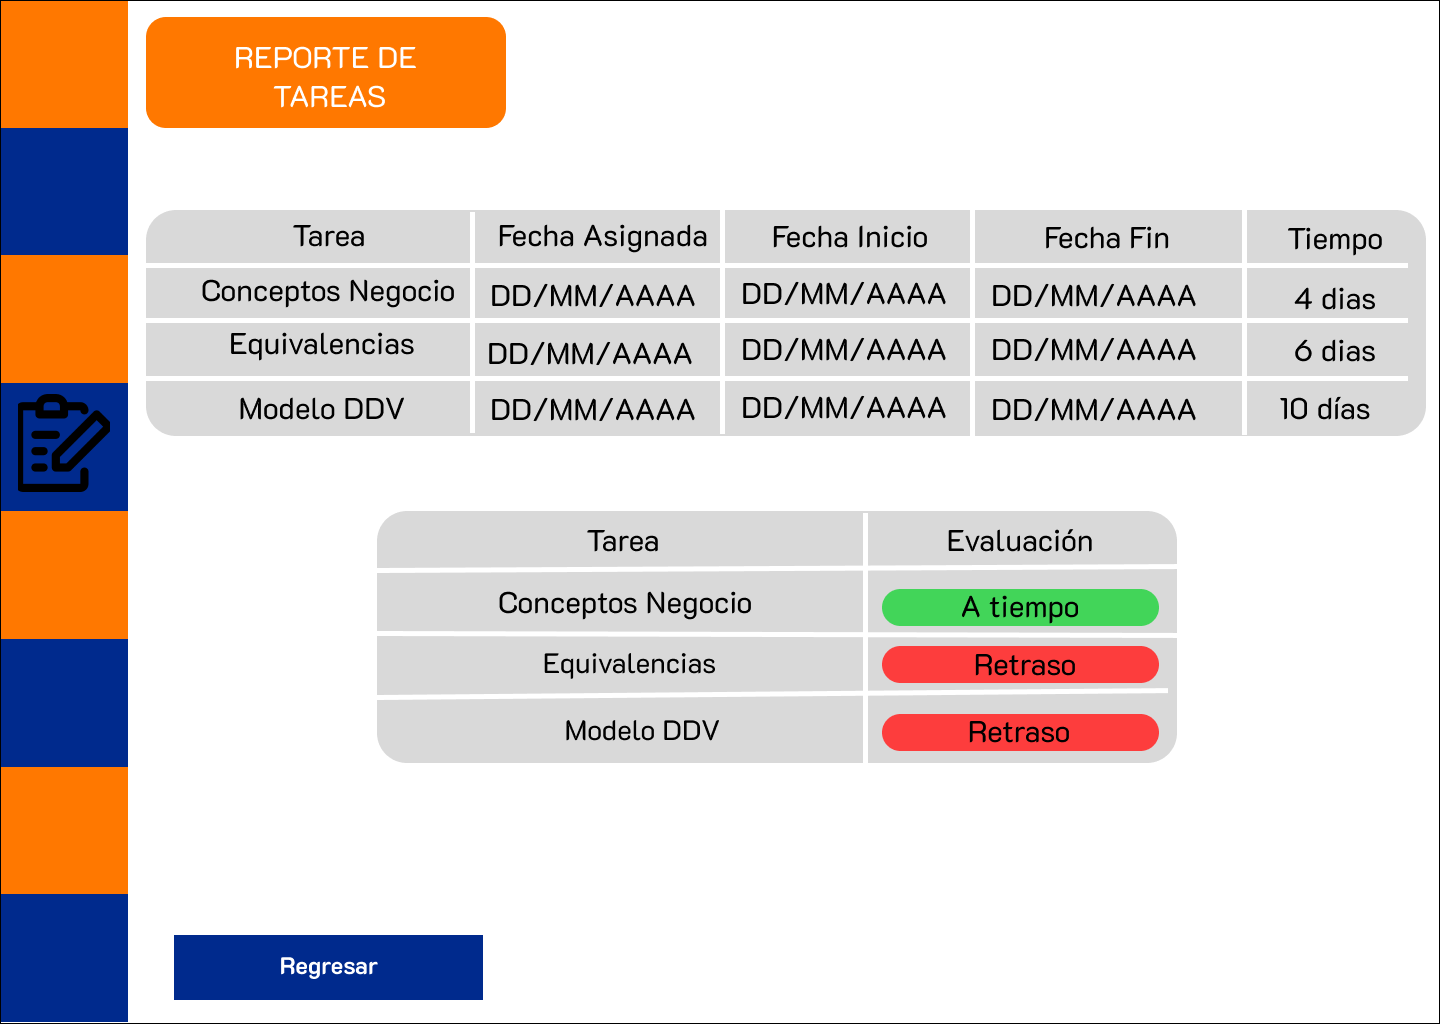 REPORTE DE
TAREAS
Tarea Fecha Asignada Fecha Inicio Fecha Fin Tiempo
Conceptos Negocio DD/MM/AAAA DD/MM/AAAA DD/MM/AAAA 4 dias
Equivalencias DD/MM/AAAA DD/MM/AAAA DD/MM/AAAA 6 dias
Modelo DDV DD/MM/AAAA DD/MM/AAAA DD/MM/AAAA 10 días
Tarea Evaluación
Conceptos Negocio A tiempo
Equivalencias Retraso
Modelo DDV Retraso
Regresar